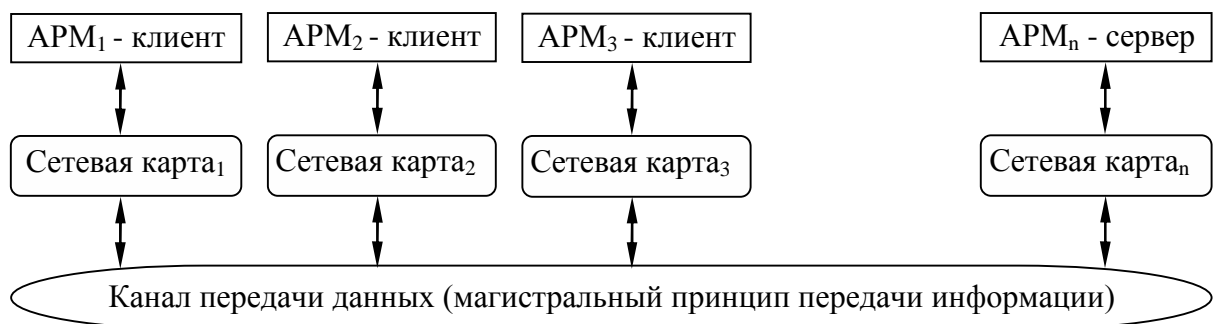 АРМ₁ - клиент
АРМ₂ - клиент
АРМ₃ - клиент
АРМₙ - сервер
Сетевая карта₁
Сетевая карта₂
Сетевая карта₃
Сетевая картаₙ
Канал передачи данных (магистральный принцип передачи информации)